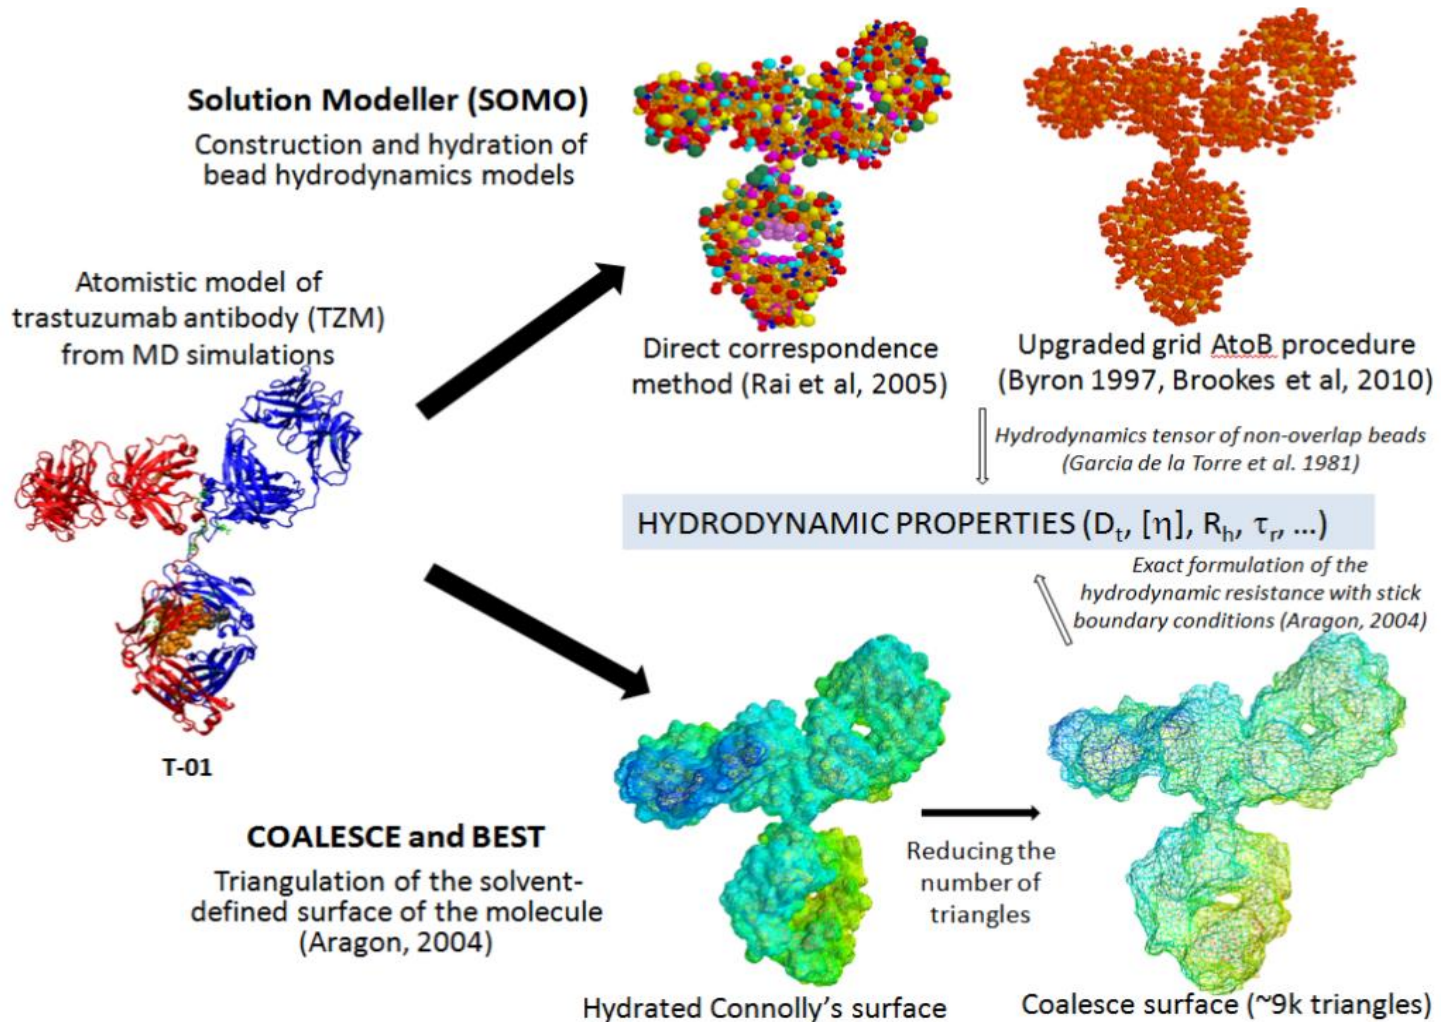 Solution Modeller (SOMO)
Construction and hydration of
bead hydrodynamics models
Atomistic model of
trastuzumab antibody (TZM)
from MD simulations
T-01
Direct correspondence
method (Rai et al, 2005)
Upgraded grid AtoB procedure
(Byron 1997, Brookes et al, 2010)
Hydrodynamics tensor of non-overlap beads
(Garcia de la Torre et al. 1981)
HYDRODYNAMIC PROPERTIES (Dt, [η], Rh, τr, ...)
Exact formulation of the
hydrodynamic resistance with stick
boundary conditions (Aragon, 2004)
COALESCE and BEST
Triangulation of the solvent-
defined surface of the molecule
(Aragon, 2004)
Reducing the
number of
triangles
Hydrated Connolly's surface
Coalesce surface (~9k triangles)